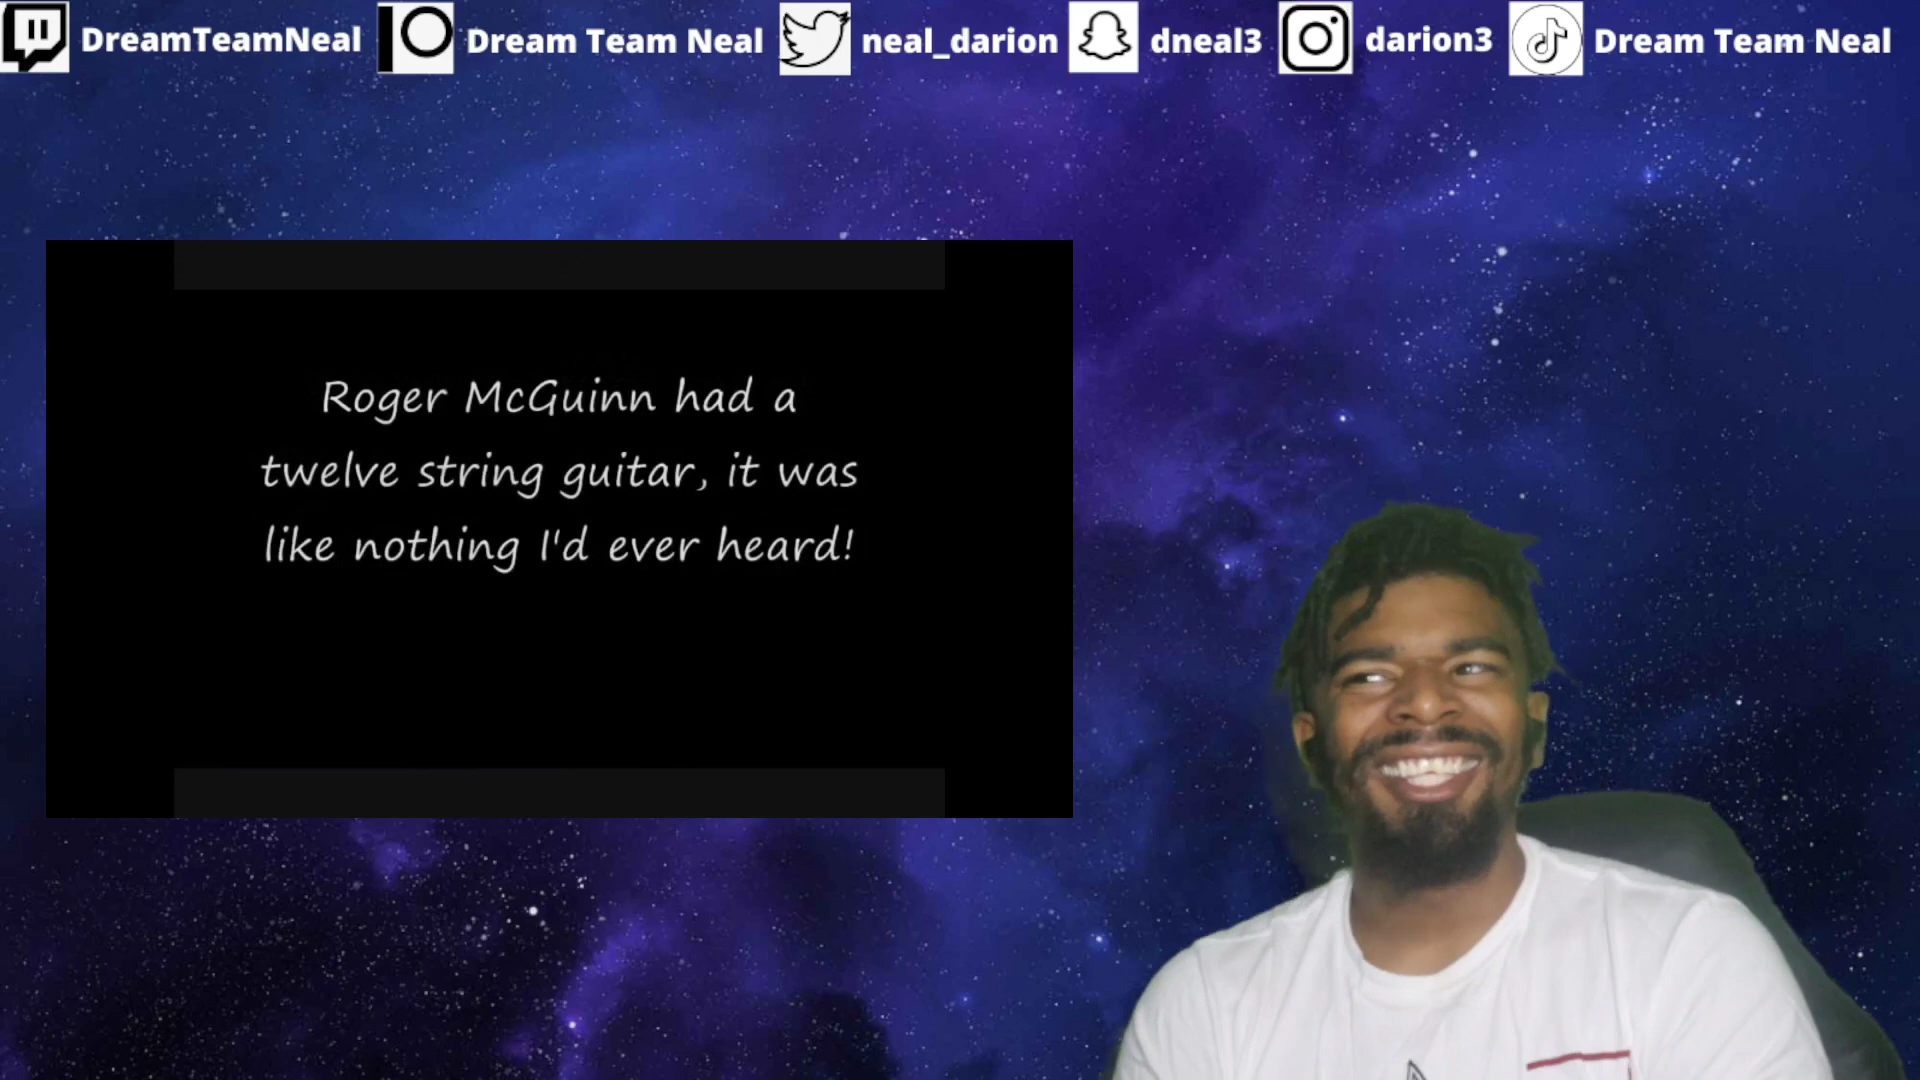 DreamTeamNeal Dream Team Neal neal_darion dneal3 darion3 Dream Team Neal
Roger McGuinn had a
twelve string guitar, it was
like nothing I'd ever heard!